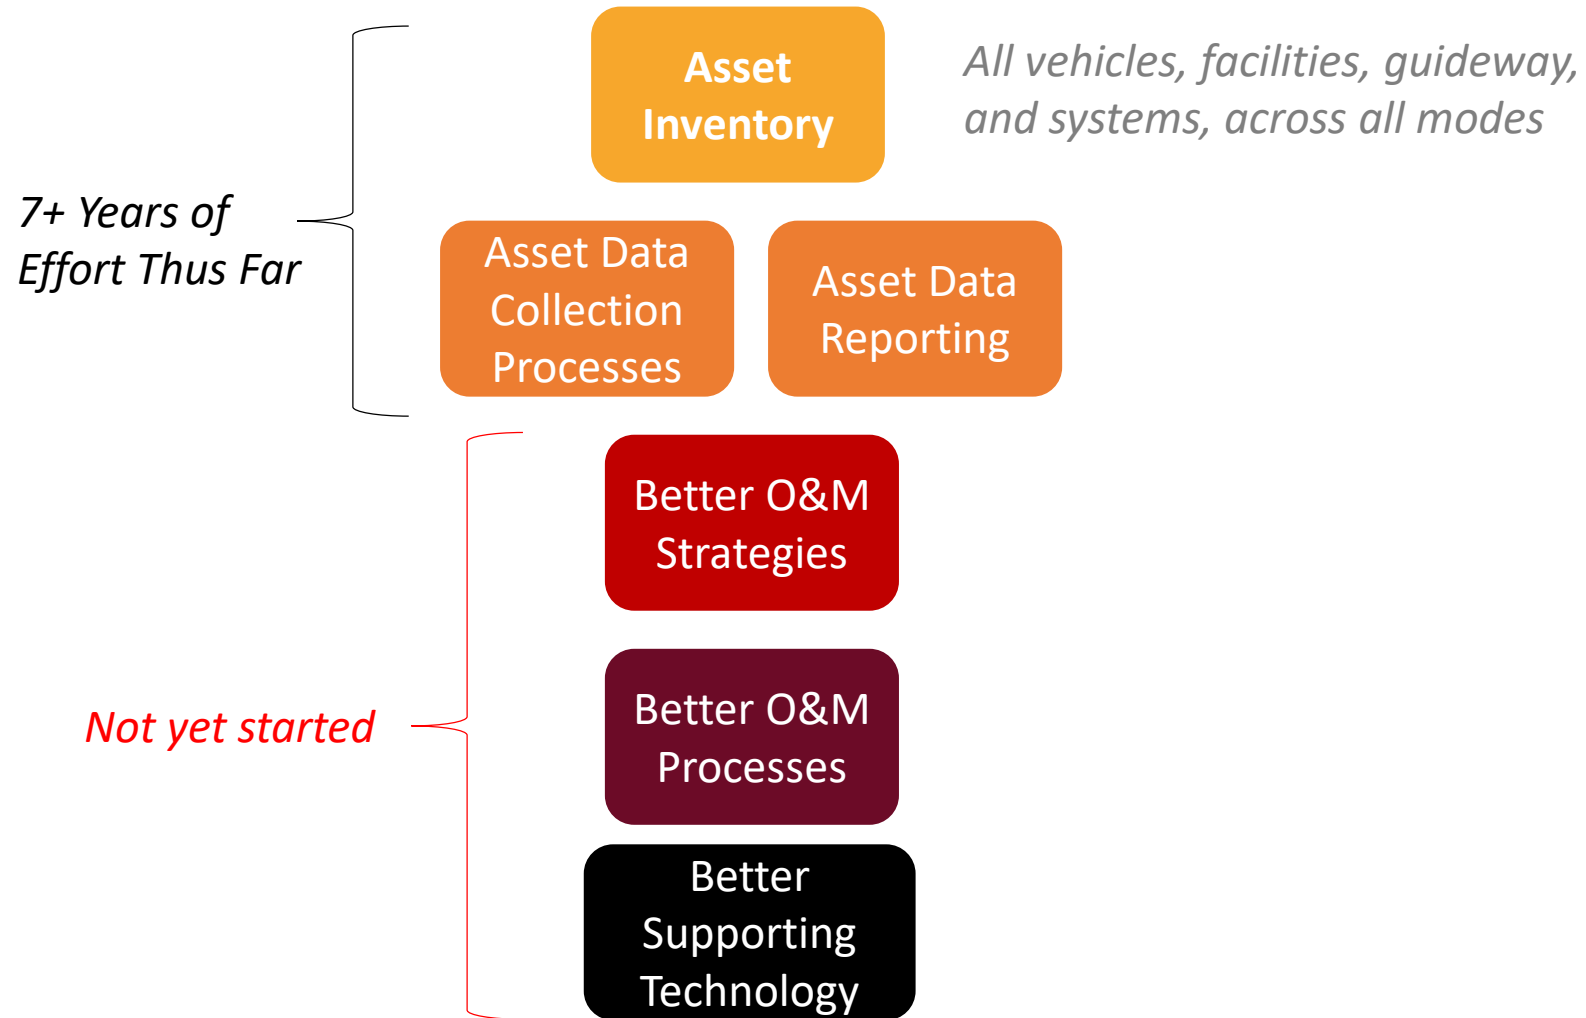 Asset
Inventory
All vehicles, facilities, guideway,
and systems, across all modes
7+ Years of
Effort Thus Far
Asset Data
Collection
Processes
Asset Data
Reporting
Better O&M
Strategies
Not yet started
Better O&M
Processes
Better
Supporting
Technology